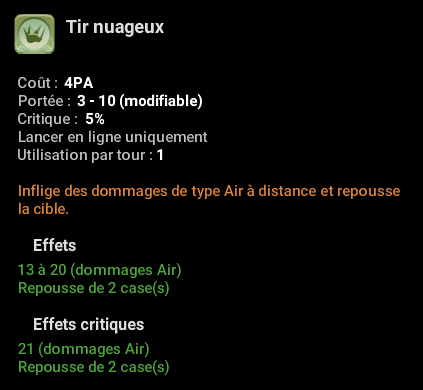 Tir nuageux
Coût : 4PA
Portée : 3 - 10 (modifiable)
Critique : 5%
Lancer en ligne uniquement
Utilisation par tour : 1
Inflige des dommages de type Air à distance et repousse
la cible.
Effets
13 à 20 (dommages Air)
Repousse de 2 case(s)
Effets critiques
21 (dommages Air)
Repousse de 2 case(s)